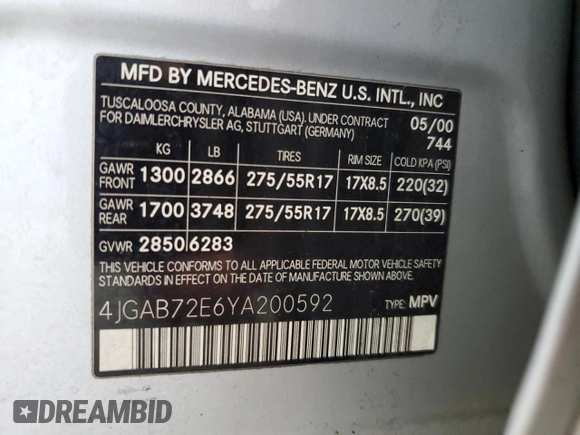 MFD BY MERCEDES-BENZ U.S. INTL., INC
TUSCALOOSA COUNTY, ALABAMA (USA). UNDER CONTRACT 05/00
FOR DAIMLERCHRYSLER AG, STUTTGART (GERMANY) 744
KG LB TIRES RIM SIZE COLD KPA (PSI)
GAWR FRONT 1300 2866 275/55R17 17X8.5 220(32)
GAWR REAR 1700 3748 275/55R17 17X8.5 270(39)
GVWR 2850 6283
THIS VEHICLE CONFORMS TO ALL APPLICABLE FEDERAL MOTOR VEHICLE SAFETY
STANDARDS IN EFFECT ON THE DATE OF MANUFACTURE SHOWN ABOVE.
4JGAB72E6YA200592 TYPE: MPV
DREAMBID